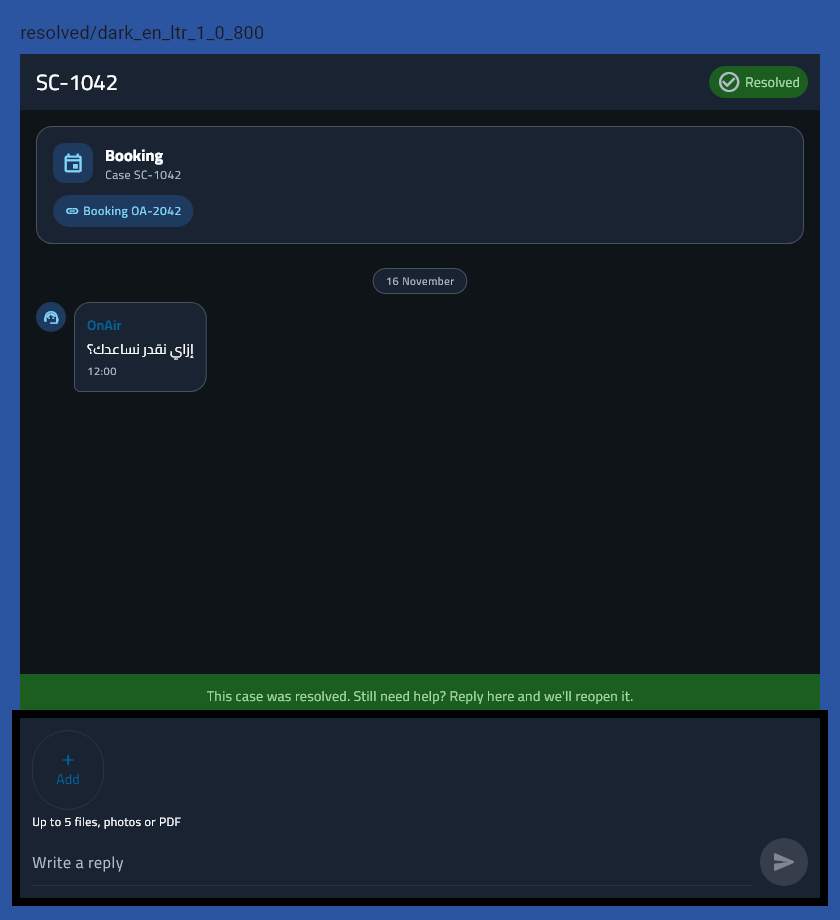 resolved/dark_en_ltr_1_0_800
SC-1042
Resolved
Booking
Case SC-1042
Booking OA-2042
16 November
OnAir
إزاي نقدر نساعدك؟
12:00
This case was resolved. Still need help? Reply here and we'll reopen it.
+
Add
Up to 5 files, photos or PDF
Write a reply